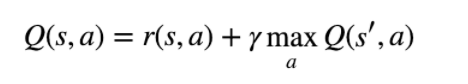 Q(s, a) = r(s, a) + γ max Q(s′, a)
a